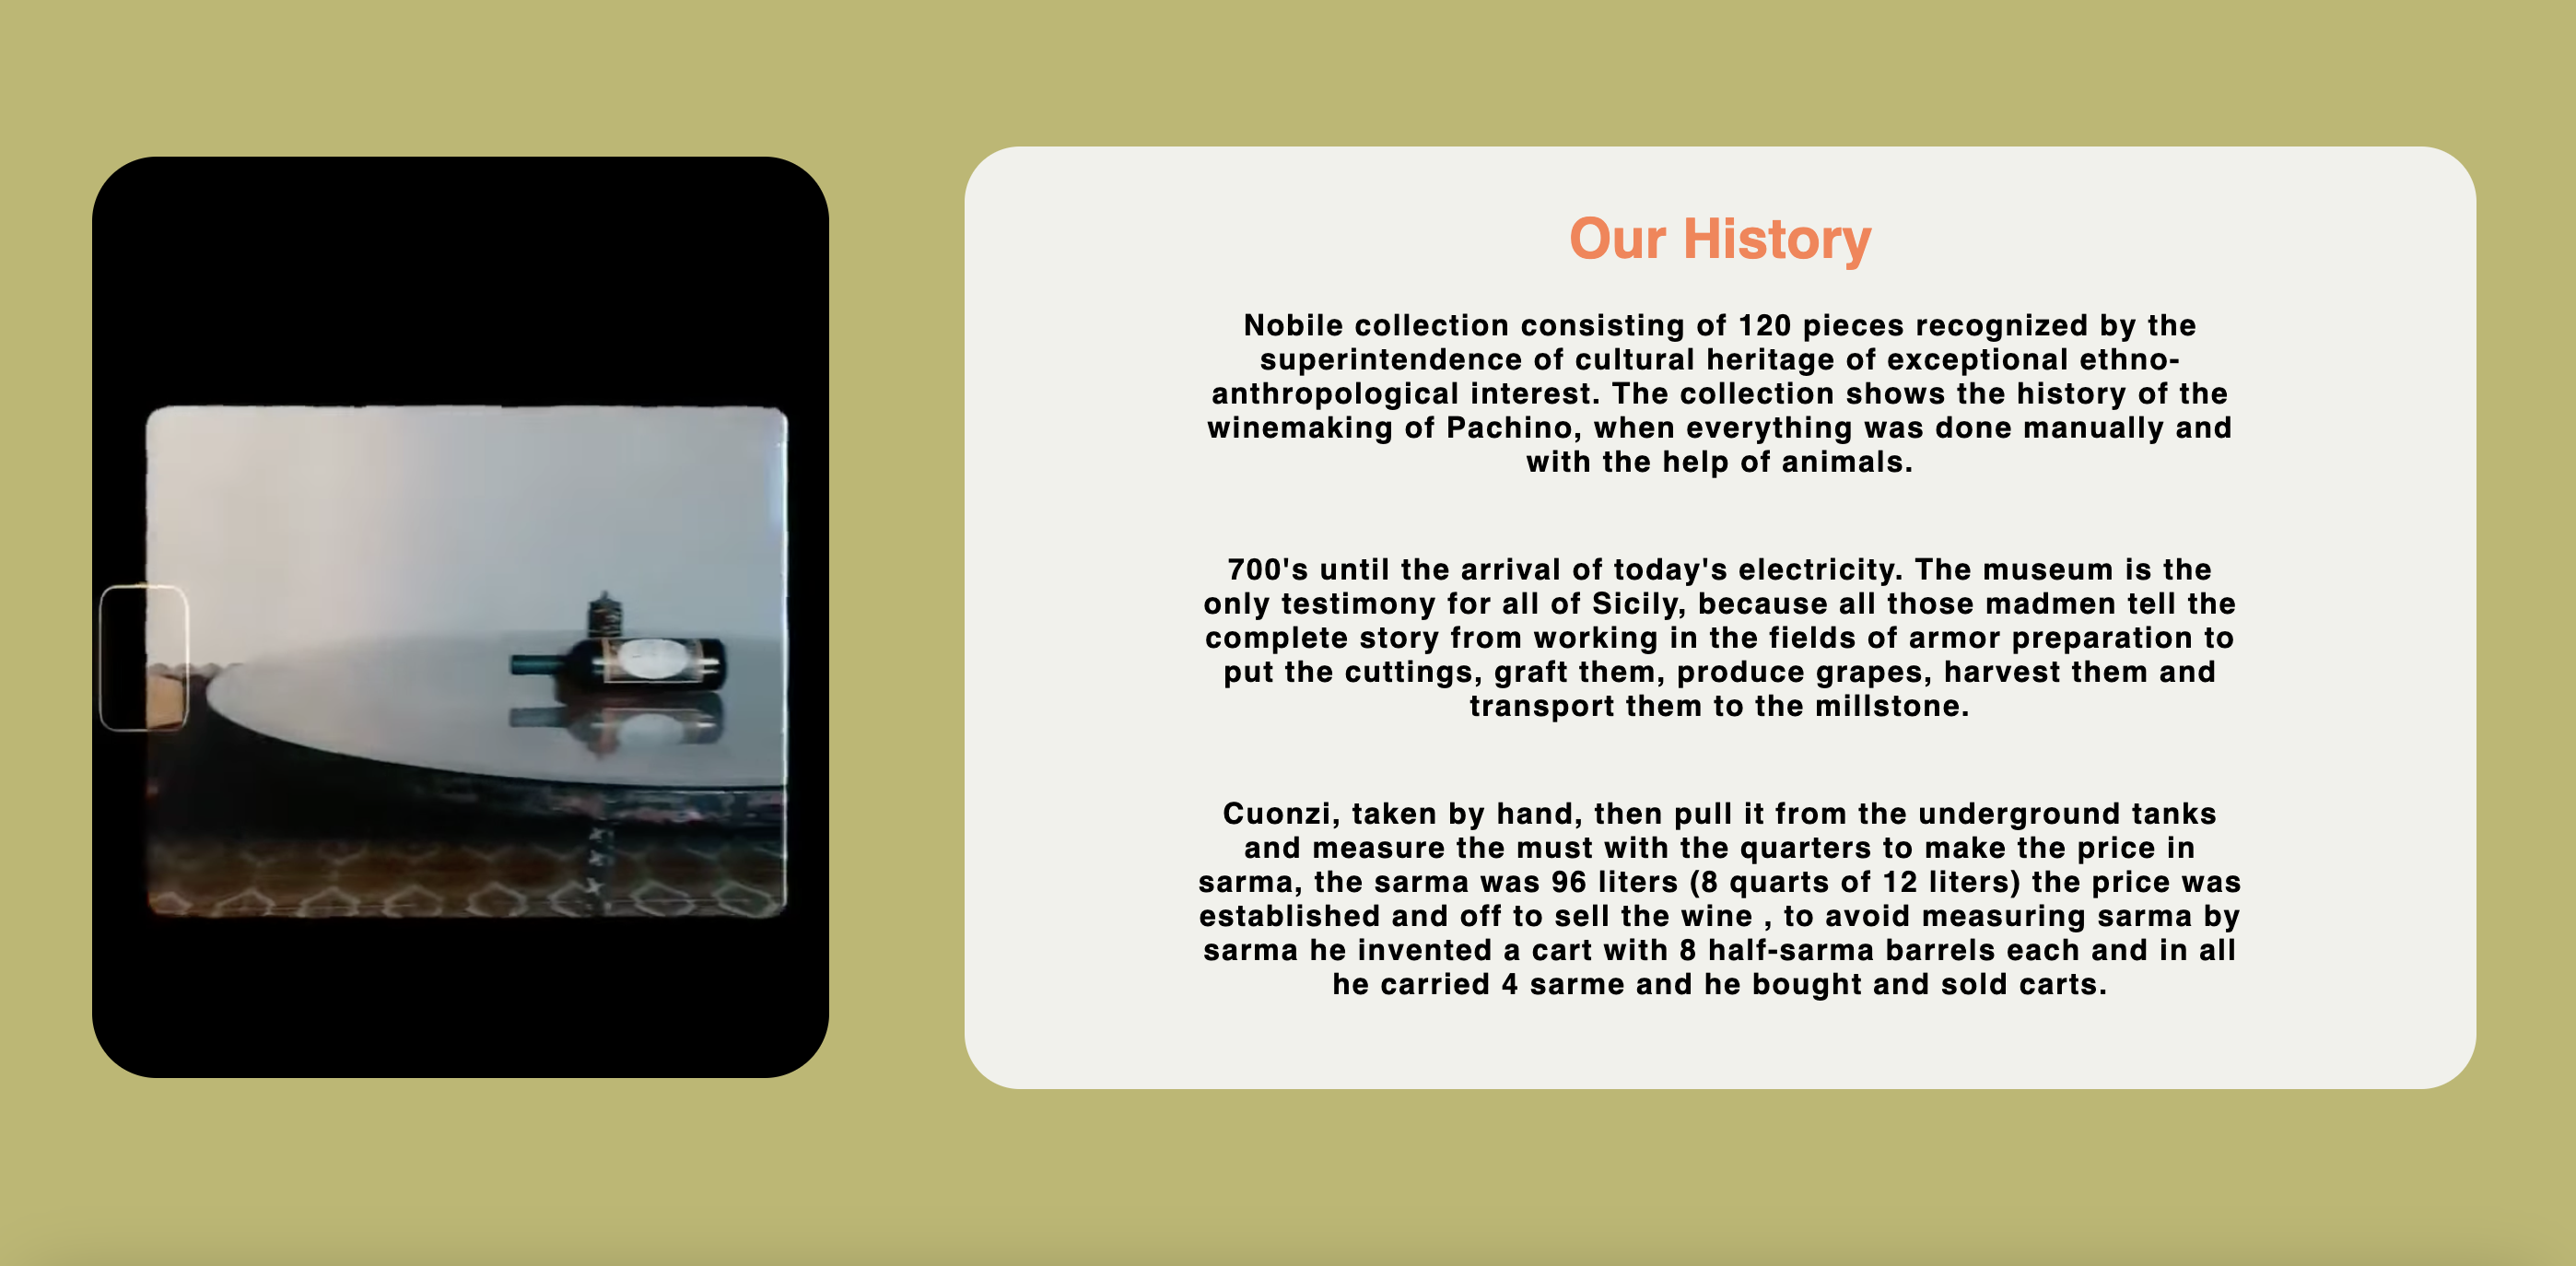 Our History
Nobile collection consisting of 120 pieces recognized by the
superintendence of cultural heritage of exceptional ethno-
anthropological interest. The collection shows the history of the
winemaking of Pachino, when everything was done manually and
with the help of animals.
700's until the arrival of today's electricity. The museum is the
only testimony for all of Sicily, because all those madmen tell the
complete story from working in the fields of armor preparation to
put the cuttings, graft them, produce grapes, harvest them and
transport them to the millstone.
Cuonzi, taken by hand, then pull it from the underground tanks
and measure the must with the quarters to make the price in
sarma, the sarma was 96 liters (8 quarts of 12 liters) the price was
established and off to sell the wine , to avoid measuring sarma by
sarma he invented a cart with 8 half-sarma barrels each and in all
he carried 4 sarme and he bought and sold carts.